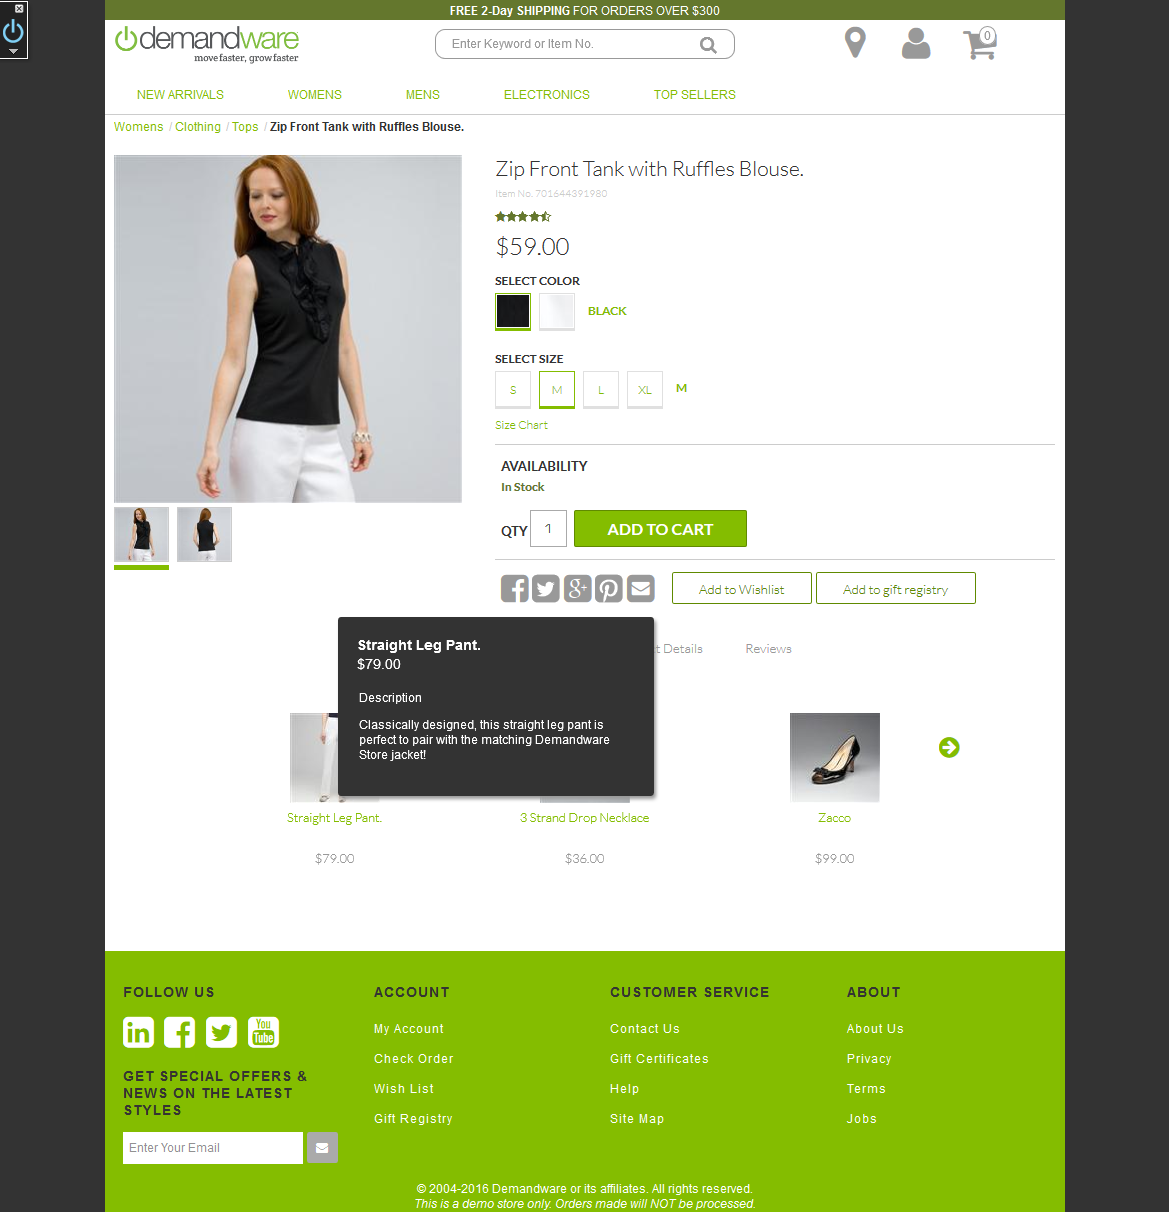 FREE 2-Day SHIPPING FOR ORDERS OVER $300
demandware
move faster, grow faster
Enter Keyword or Item No.
0
NEW ARRIVALS
WOMENS
MENS
ELECTRONICS
TOP SELLERS
Womens / Clothing / Tops / Zip Front Tank with Ruffles Blouse.
Zip Front Tank with Ruffles Blouse.
Item No. 701644391980
$59.00
SELECT COLOR
BLACK
SELECT SIZE
S
M
L
XL
M
Size Chart
AVAILABILITY
In Stock
QTY
1
ADD TO CART
Add to Wishlist
Add to gift registry
t Details
Reviews
Straight Leg Pant.
$79.00
Description
Classically designed, this straight leg pant is
perfect to pair with the matching Demandware
Store jacket!
Straight Leg Pant.
3 Strand Drop Necklace
Zacco
$79.00
$36.00
$99.00
FOLLOW US
You
Tube
GET SPECIAL OFFERS &
NEWS ON THE LATEST
STYLES
Enter Your Email
ACCOUNT
My Account
Check Order
Wish List
Gift Registry
CUSTOMER SERVICE
Contact Us
Gift Certificates
Help
Site Map
ABOUT
About Us
Privacy
Terms
Jobs
© 2004-2016 Demandware or its affiliates. All rights reserved.
This is a demo store only. Orders made will NOT be processed.